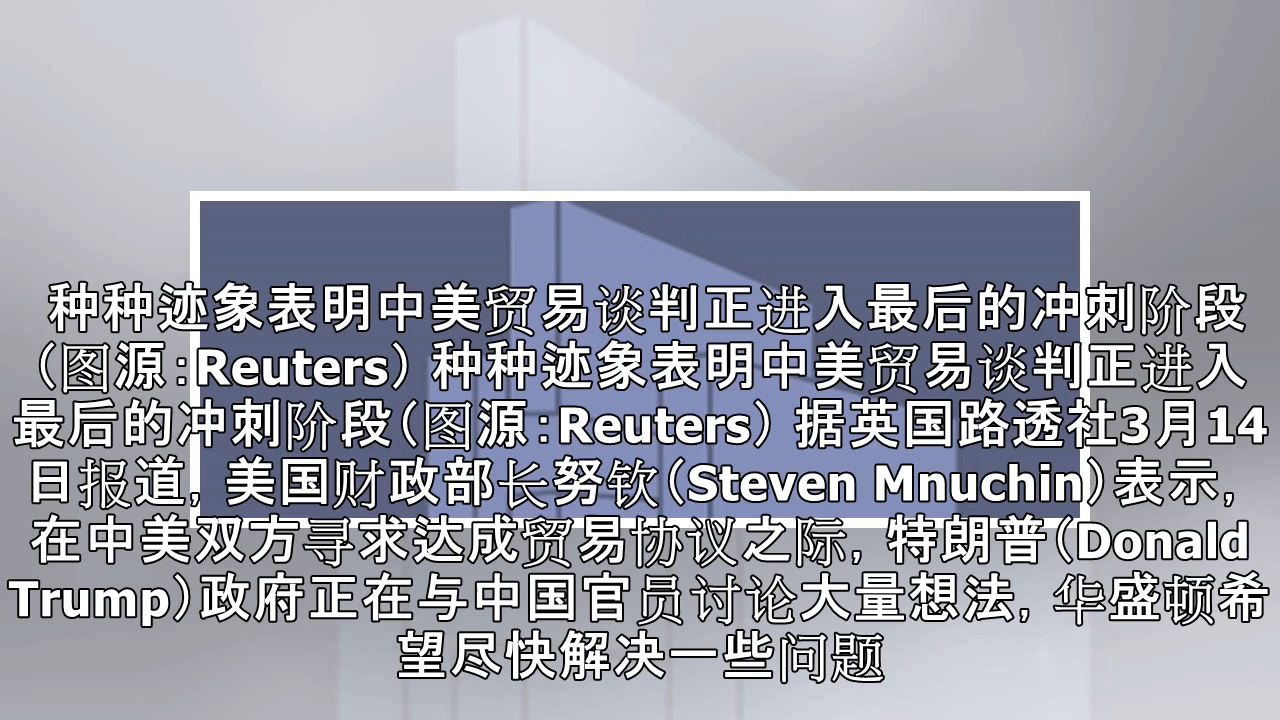 种种迹象表明中美贸易谈判正进入最后的冲刺阶段
（图源:Reuters）种种迹象表明中美贸易谈判正进入
最后的冲刺阶段（图源:Reuters）据英国路透社3月14
日报道，美国财政部长努钦（Steven Mnuchin）表示，
在中美双方寻求达成贸易协议之际，特朗普（Donald
Trump）政府正在与中国官员讨论大量想法，华盛顿希
望尽快解决一些问题